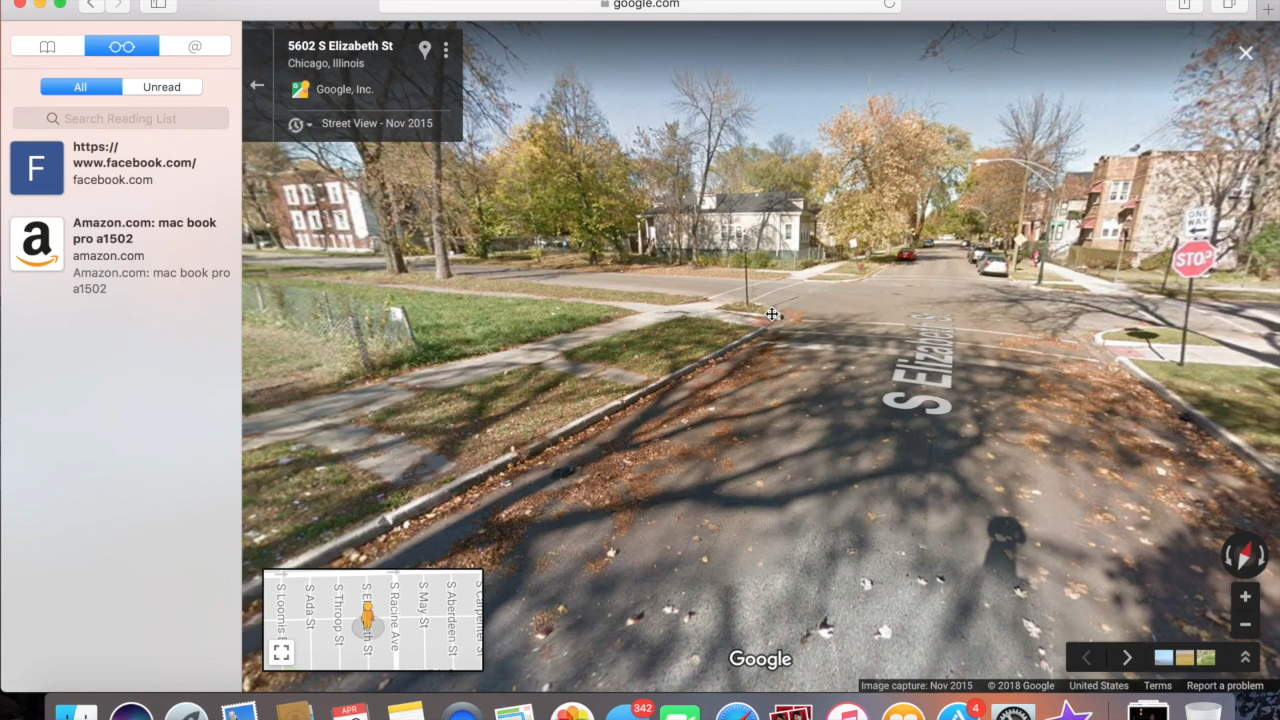 google.com
@
All
Unread
Search Reading List
F
https://
www.facebook.com/
facebook.com
a
Amazon.com: mac book
pro a1502
amazon.com
Amazon.com: mac book pro
a1502
5602 S Elizabeth St
Chicago, Illinois
Google, Inc.
Street View - Nov 2015
ONE
WAY
STOP
S Elizabeth St
S Loomis
S Ada St
S Throop St
S Racine Ave
S May St
S Aberdeen St
Google
Image capture: Nov 2015
© 2018 Google
United States
Terms
Report a problem
APR
342
4